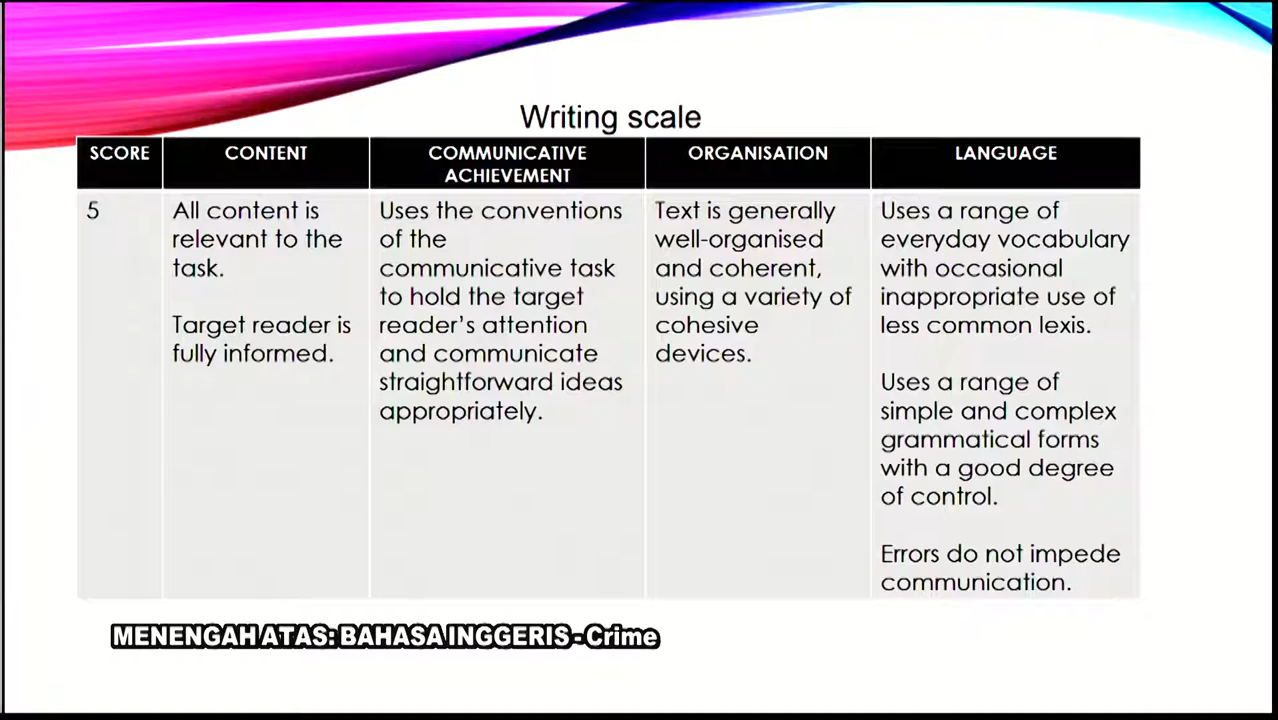 Writing scale
SCORE
CONTENT
COMMUNICATIVE
ACHIEVEMENT
ORGANISATION
LANGUAGE
5
All content is
relevant to the
task.
Target reader is
fully informed.
Uses the conventions
of the
communicative task
to hold the target
reader's attention
and communicate
straightforward ideas
appropriately.
Text is generally
well-organised
and coherent,
using a variety of
cohesive
devices.
Uses a range of
everyday vocabulary
with occasional
inappropriate use of
less common lexis.
Uses a range of
simple and complex
grammatical forms
with a good degree
of control.
Errors do not impede
communication.
MENENGAH ATAS: BAHASA INGGERIS - Crime